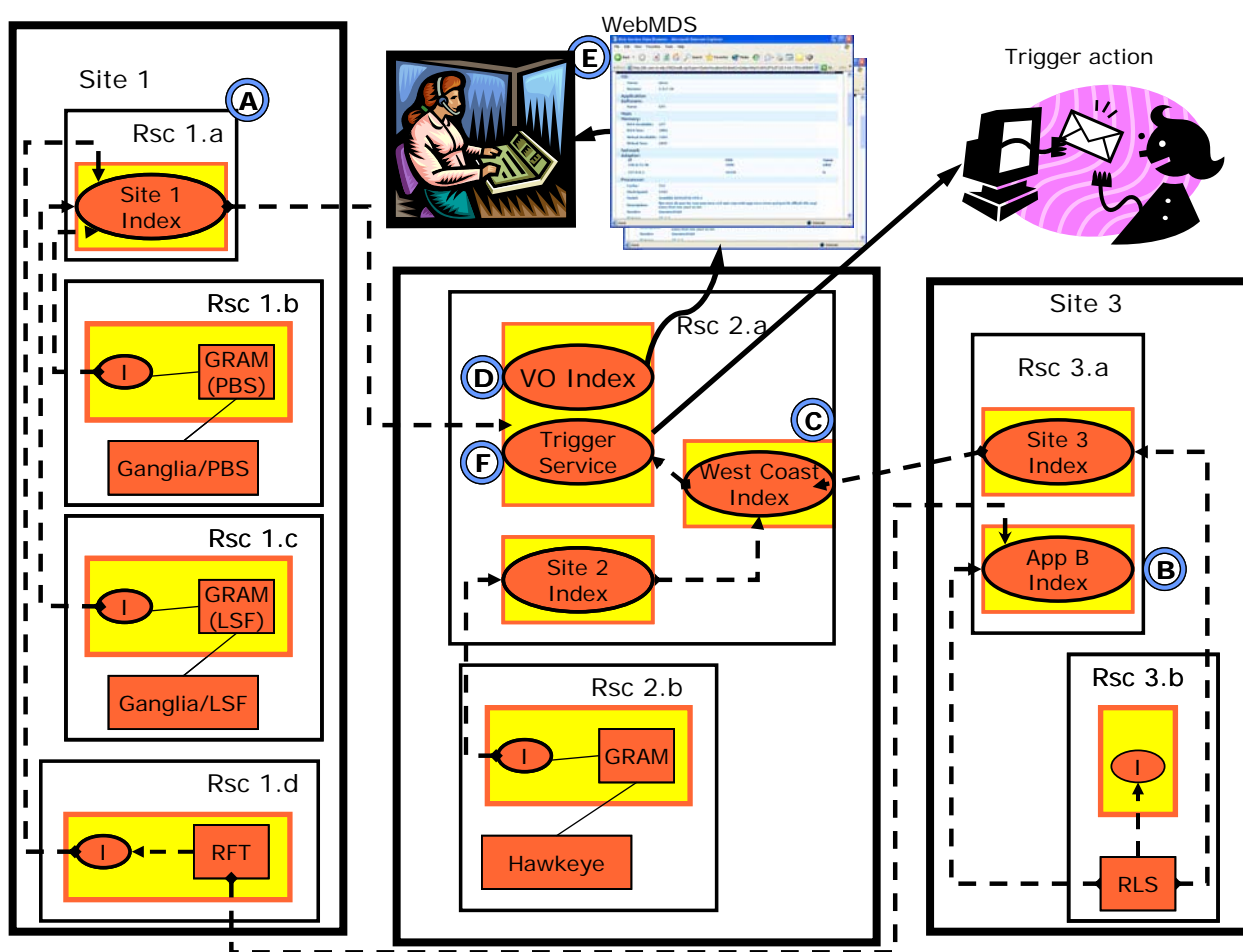 WebMDS
E
Trigger action
Site 1
A
Rsc 1.a
Site 1
Index
Rsc 1.b
I
GRAM
(PBS)
Ganglia/PBS
Rsc 1.c
I
GRAM
(LSF)
Ganglia/LSF
Rsc 1.d
I
RFT
Rsc 2.a
D
VO Index
F
Trigger
Service
C
West Coast
Index
Site 2
Index
Rsc 2.b
I
GRAM
Hawkeye
Site 3
Rsc 3.a
Site 3
Index
App B
Index
B
Rsc 3.b
I
RLS